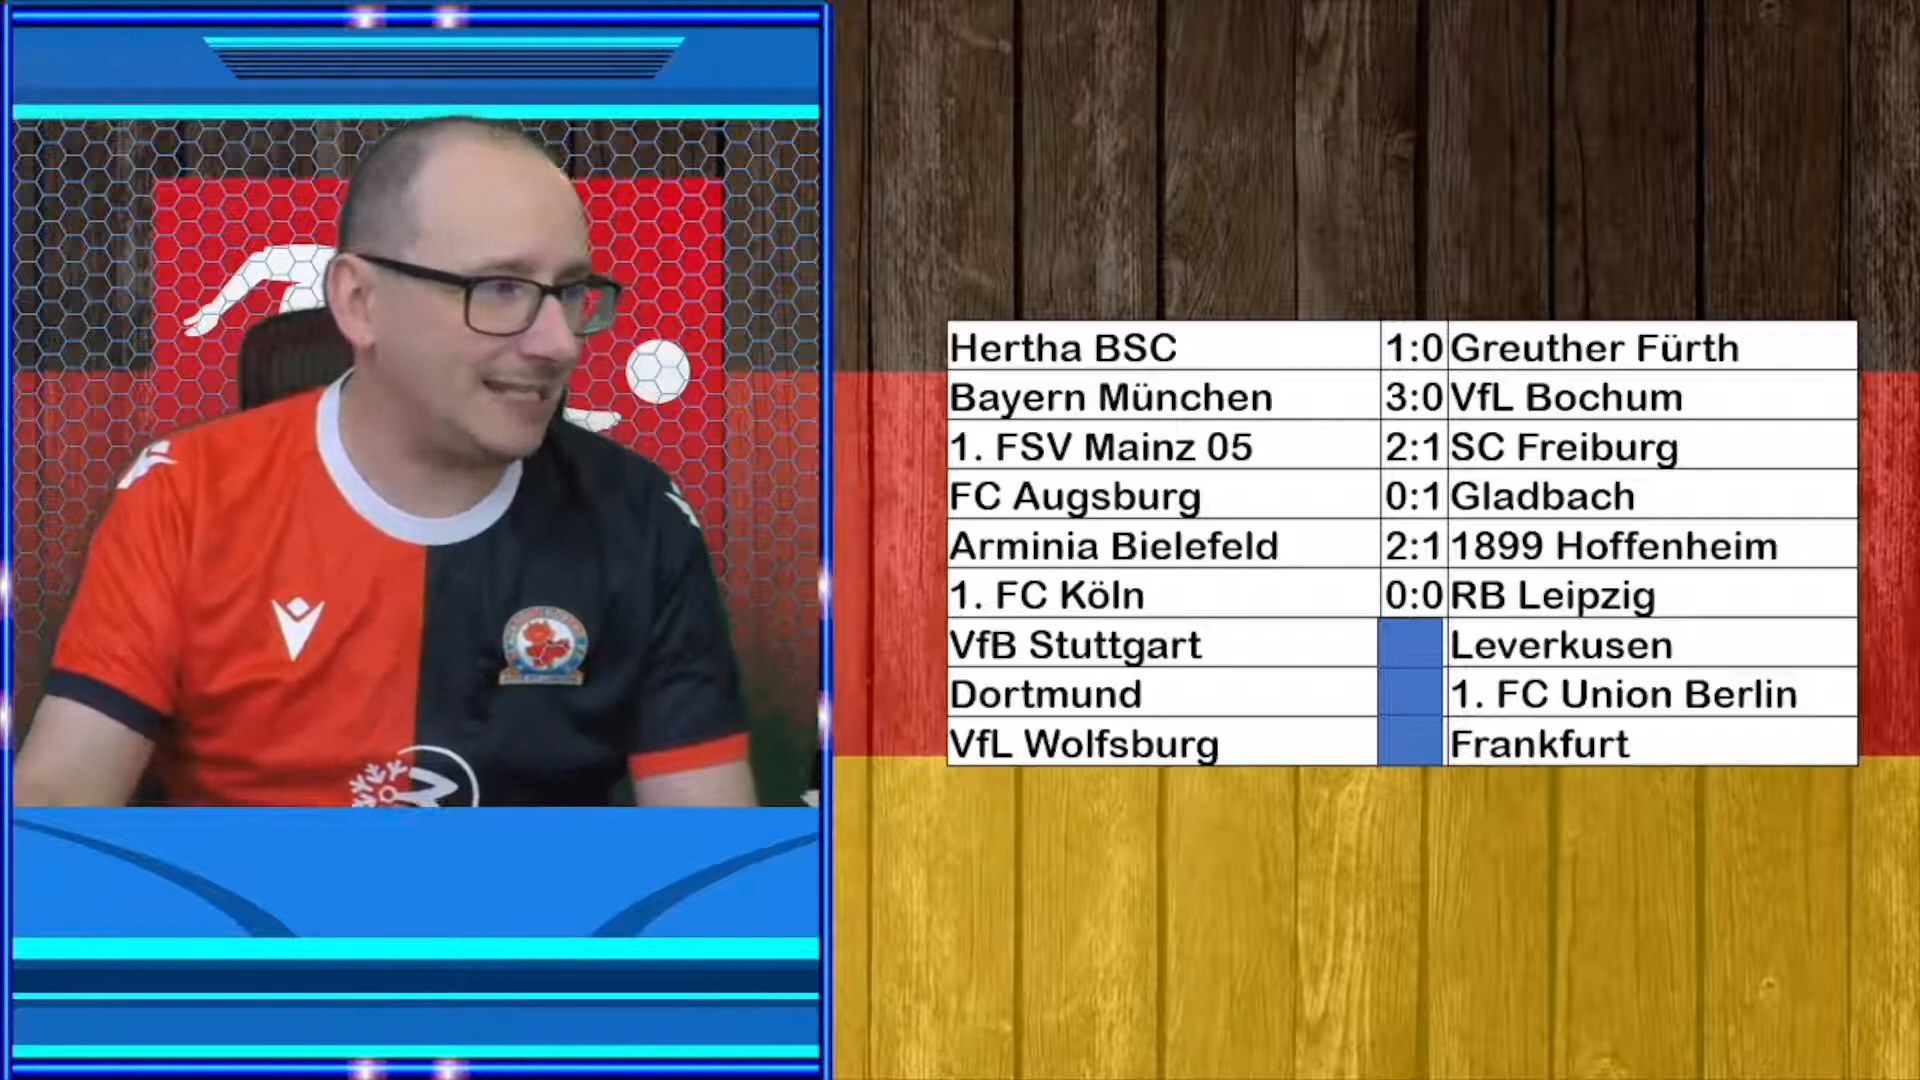 Hertha BSC 1:0 Greuther Fürth
Bayern München 3:0 VfL Bochum
1. FSV Mainz 05 2:1 SC Freiburg
FC Augsburg 0:1 Gladbach
Arminia Bielefeld 2:1 1899 Hoffenheim
1. FC Köln 0:0 RB Leipzig
VfB Stuttgart Leverkusen
Dortmund 1. FC Union Berlin
VfL Wolfsburg Frankfurt